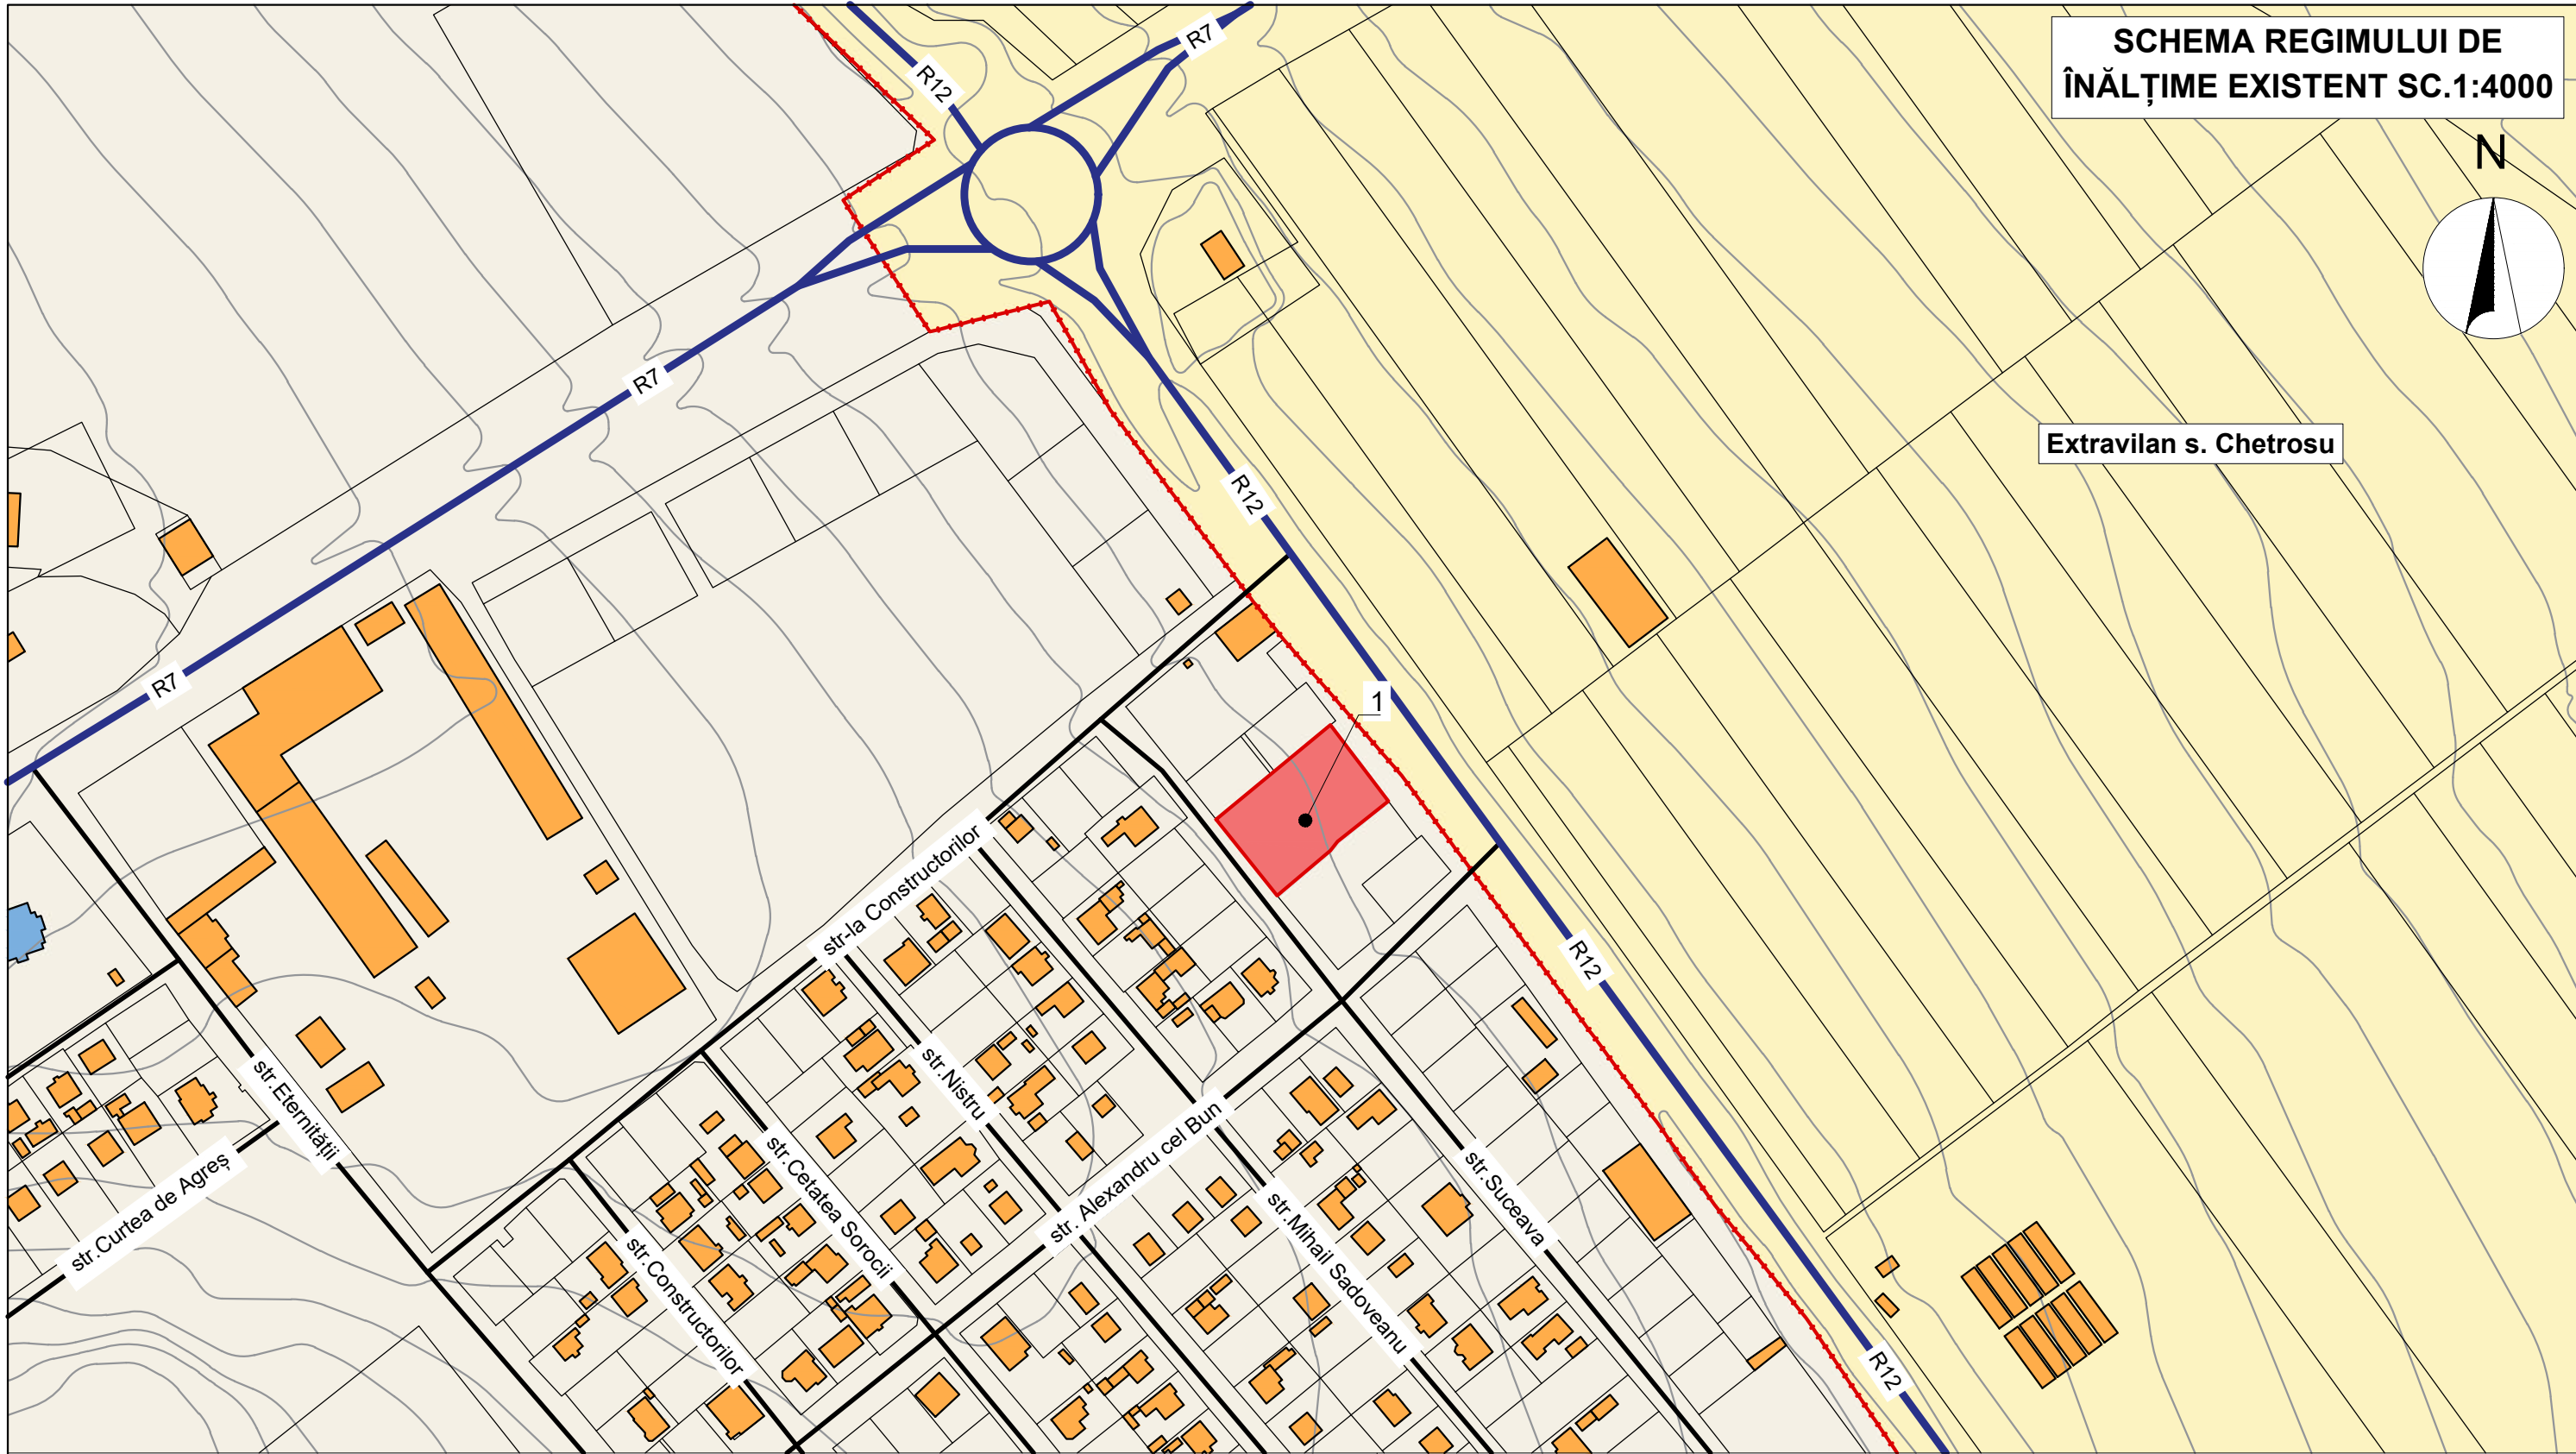 SCHEMA REGIMULUI DE
ÎNĂLȚIME EXISTENT SC.1:4000
N
R7
R12
R7
Extravilan s. Chetrosu
R12
R7
1
str-la Constructorilor
R12
str.Eternității
str.Nistru
str.Curtea de Agreș
str.Cetatea Sorocii
str. Alexandru cel Bun
str.Suceava
str.Constructorilor
str.Mihail Sadoveanu
R12